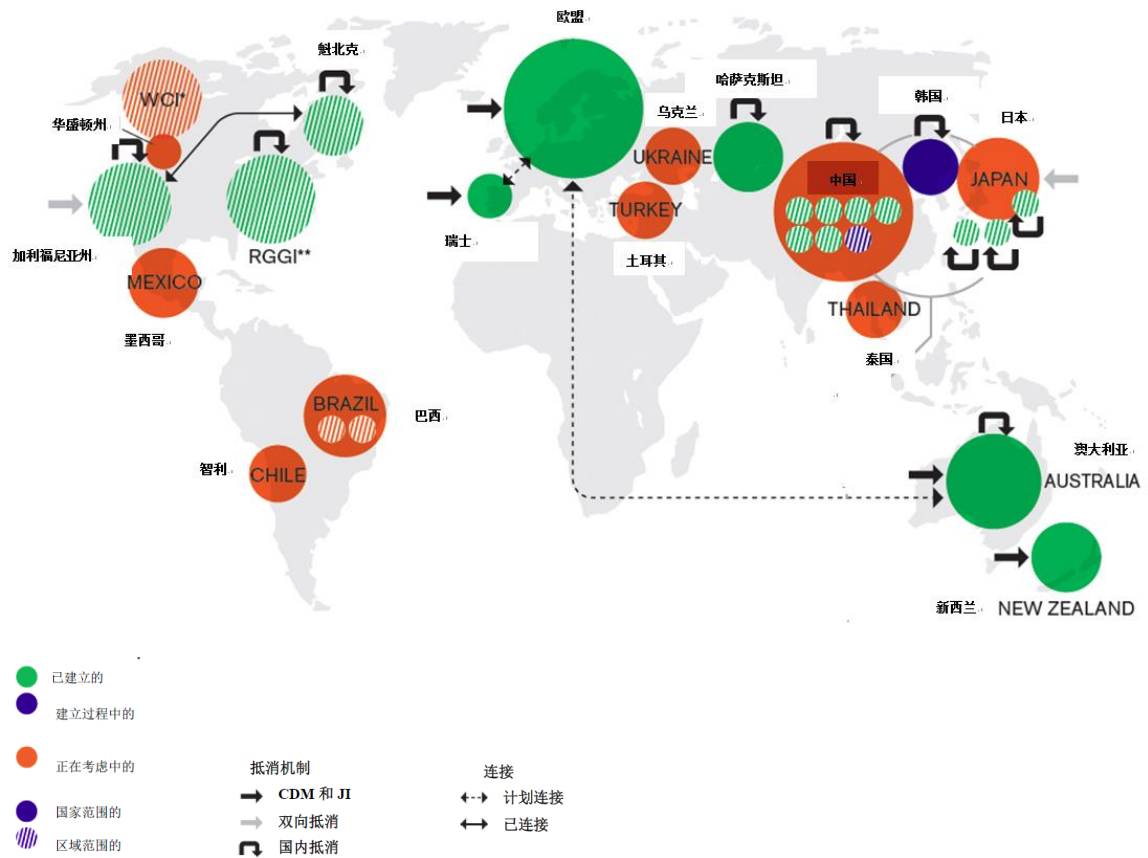 欧盟
魁北克
哈萨克斯坦
韩国
WCI*
乌克兰
日本
华盛顿州
UKRAINE
中国
JAPAN
TURKEY
加利福尼亚州
RGGI**
瑞士
土耳其
MEXICO
THAILAND
墨西哥
泰国
BRAZIL
巴西
智利
CHILE
澳大利亚
AUSTRALIA
新西兰
NEW ZEALAND
已建立的
建立过程中的
正在考虑中的
国家范围的
区域范围的
抵消机制
CDM 和 JI
双向抵消
国内抵消
连接
计划连接
已连接